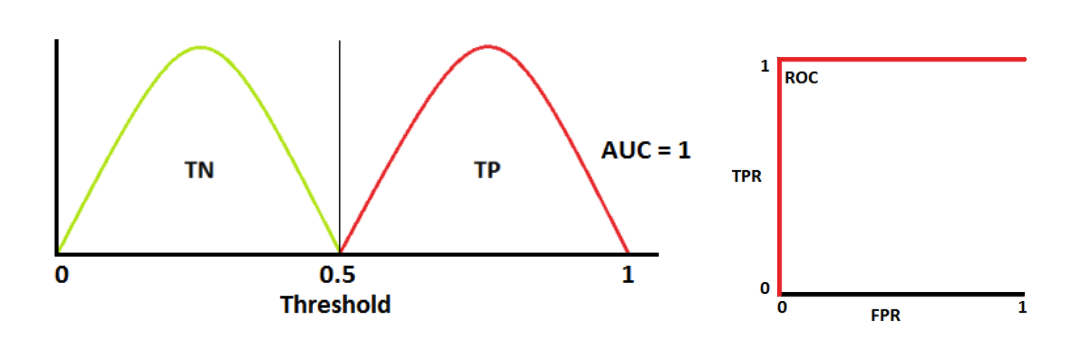 TN
TP
AUC = 1
0
0.5
1
Threshold
1
ROC
TPR
0
0
1
FPR